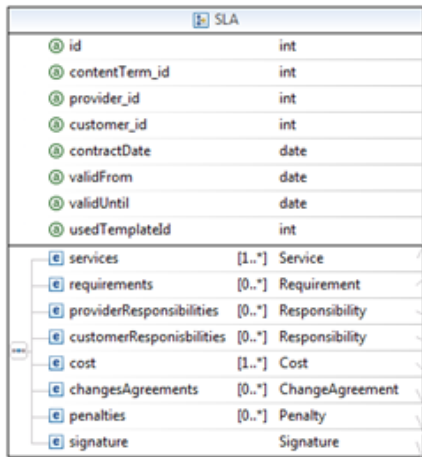 SLA
id int
contentTerm_id int
provider_id int
customer_id int
contractDate date
validFrom date
validUntil date
usedTemplateId int
services [1..*] Service
requirements [0..*] Requirement
providerResponsibilities [0..*] Responsibility
customerResponisbilities [0..*] Responsibility
cost [1..*] Cost
changesAgreements [0..*] ChangeAgreement
penalties [0..*] Penalty
signature Signature